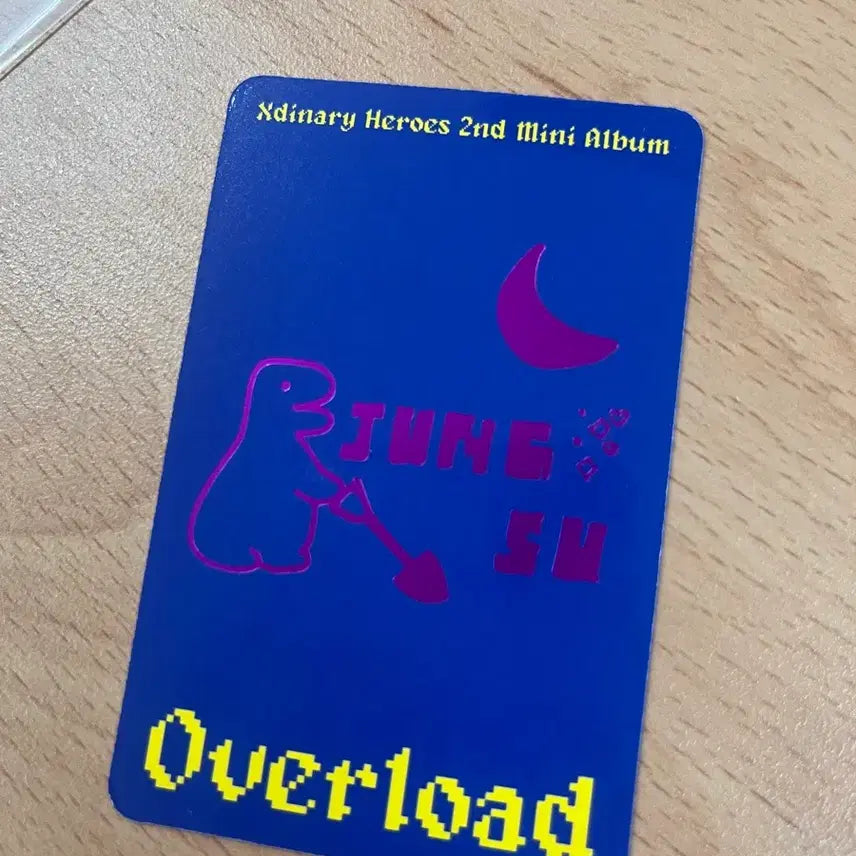 Xdinary Heroes 2nd Mini Album
JUNG
SU
Overload